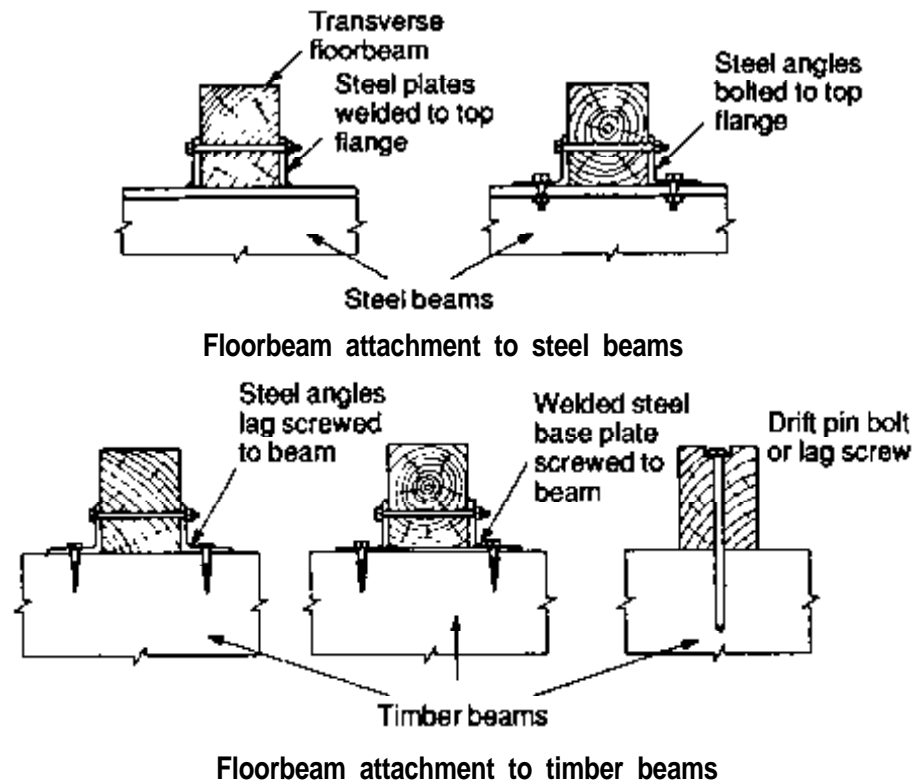 Transverse
floorbeam
Steel plates
welded to top
flange
Steel angles
bolted to top
flange
Steel beams
Floorbeam attachment to steel beams
Steel angles
lag screwed
to beam
Welded steel
base plate
screwed to
beam
Drift pin bolt
or lag screw
Timber beams
Floorbeam attachment to timber beams